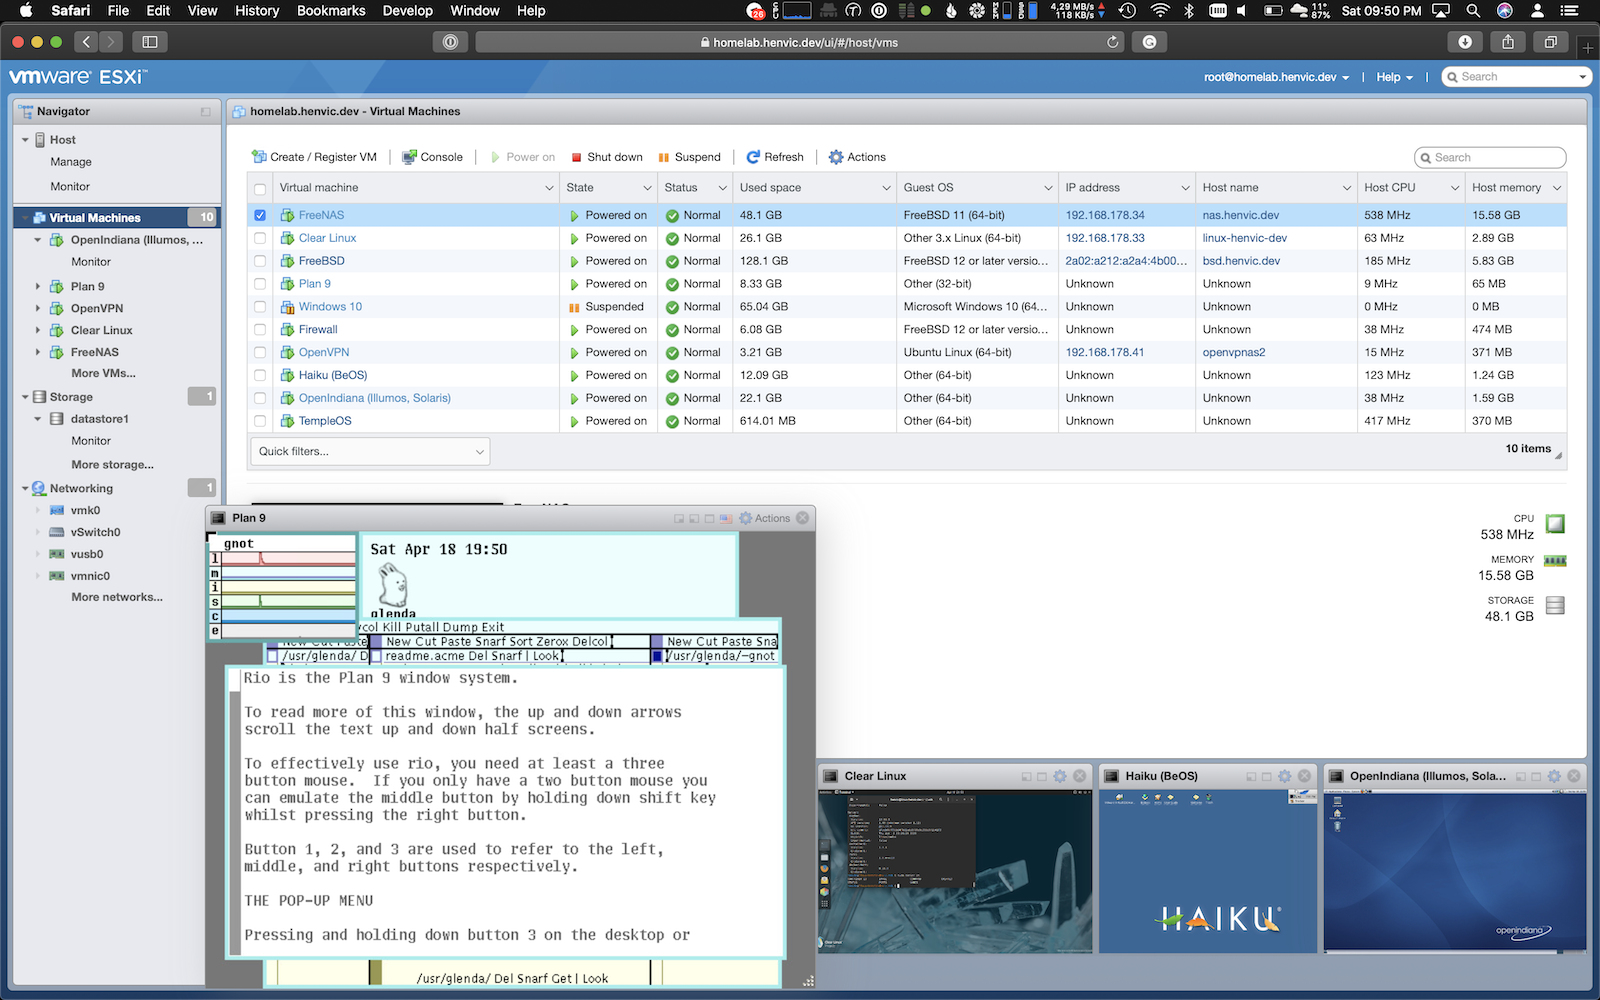 Safari File Edit View History Bookmarks Develop Window Help
26
4.29 MB/s
118 KB/s
11°
87%
Sat 09:50 PM
homelab.henvic.dev/ui/#/host/vms
vmware ESXi™
root@homelab.henvic.dev
Help
Search
Navigator
Host
Manage
Monitor
Virtual Machines 10
OpenIndiana (Illumos, ...
Monitor
Plan 9
OpenVPN
Clear Linux
FreeNAS
More VMs...
Storage 1
datastore1
Monitor
More storage...
Networking 1
vmk0
vSwitch0
vusb0
vmnic0
More networks...
homelab.henvic.dev - Virtual Machines
Create / Register VM | Console | Power on Shut down Suspend | Refresh | Actions
Search
Virtual machine State Status Used space Guest OS IP address Host name Host CPU Host memory
FreeNAS Powered on Normal 48.1 GB FreeBSD 11 (64-bit) 192.168.178.34 nas.henvic.dev 538 MHz 15.58 GB
Clear Linux Powered on Normal 26.1 GB Other 3.x Linux (64-bit) 192.168.178.33 linux-henvic-dev 63 MHz 2.89 GB
FreeBSD Powered on Normal 128.1 GB FreeBSD 12 or later versio... 2a02:a212:a2a4:4b00... bsd.henvic.dev 185 MHz 5.83 GB
Plan 9 Powered on Normal 8.33 GB Other (32-bit) Unknown Unknown 9 MHz 65 MB
Windows 10 Suspended Normal 65.04 GB Microsoft Windows 10 (64... Unknown Unknown 0 MHz 0 MB
Firewall Powered on Normal 6.08 GB FreeBSD 12 or later versio... Unknown Unknown 38 MHz 474 MB
OpenVPN Powered on Normal 3.21 GB Ubuntu Linux (64-bit) 192.168.178.41 openvpnas2 15 MHz 371 MB
Haiku (BeOS) Powered on Normal 12.09 GB Other (64-bit) Unknown Unknown 123 MHz 1.24 GB
OpenIndiana (Illumos, Solaris) Powered on Normal 22.1 GB Other (64-bit) Unknown Unknown 38 MHz 1.59 GB
TempleOS Powered on Normal 614.01 MB Other (64-bit) Unknown Unknown 417 MHz 370 MB
Quick filters...
10 items
CPU
538 MHz
MEMORY
15.58 GB
STORAGE
48.1 GB
Plan 9
Actions
gnot
l
m
i
s
c
e
Sat Apr 18 19:50
glenda
Kill Putall Dump Exit
New Cut Paste
New Cut Paste Snarf Sort Zerox Delcol
New Cut Paste Sna
/usr/glenda/ D
readme.acme Del Snarf | Look
/usr/glenda/-gnot
Rio is the Plan 9 window system.
To read more of this window, the up and down arrows
scroll the text up and down half screens.
To effectively use rio, you need at least a three
button mouse. If you only have a two button mouse you
can emulate the middle button by holding down shift key
whilst pressing the right button.
Button 1, 2, and 3 are used to refer to the left,
middle, and right buttons respectively.
THE POP-UP MENU
Pressing and holding down button 3 on the desktop or
/usr/glenda/ Del Snarf Get | Look
Clear Linux
Haiku (BeOS)
HAIKU
OpenIndiana (Illumos, Sola...
openindiana